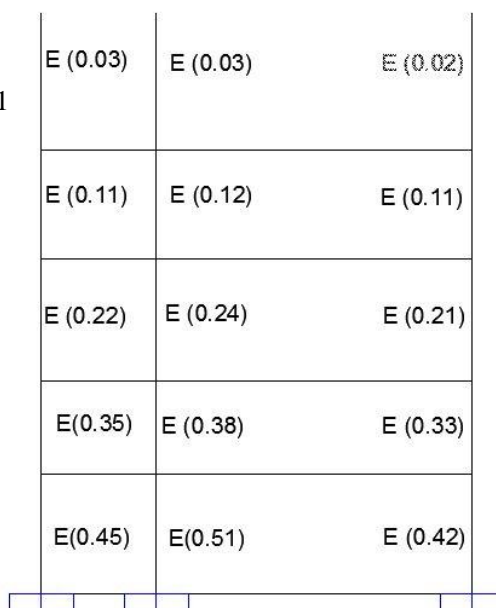 E (0.03) E (0.03) E (0.02)
1
E (0.11) E (0.12) E (0.11)
E (0.22) E (0.24) E (0.21)
E(0.35) E (0.38) E (0.33)
E(0.45) E(0.51) E (0.42)